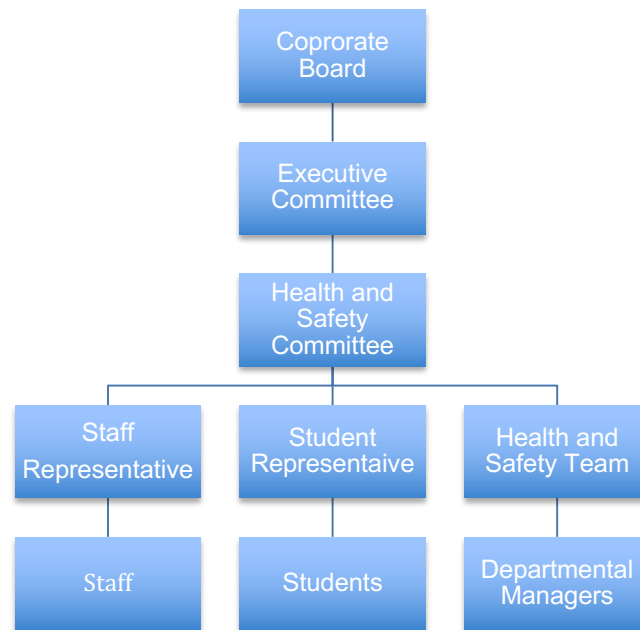 Coprorate
Board
Executive
Committee
Health and
Safety
Committee
Staff
Representative
Student
Representaive
Health and
Safety Team
Staff
Students
Departmental
Managers